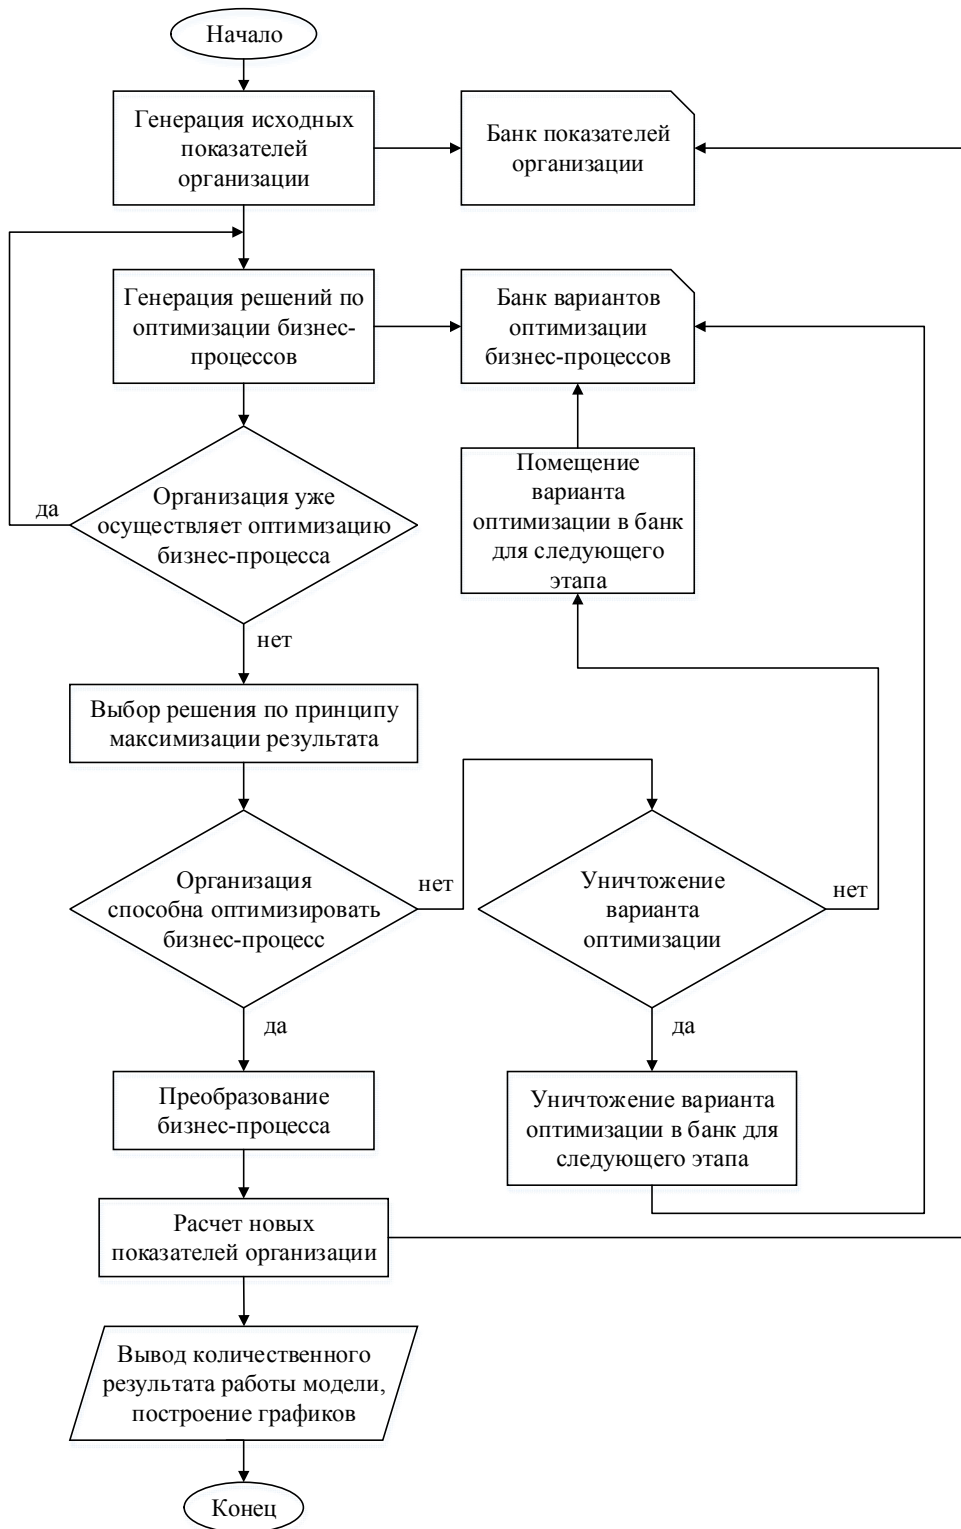 Начало
Генерация исходных
показателей
организации
Банк показателей
организации
Генерация решений по
оптимизации бизнес-
процессов
Банк вариантов
оптимизации
бизнес-процессов
Организация уже
осуществляет оптимизацию
бизнес-процесса
да
нет
Помещение
варианта
оптимизации в банк
для следующего
этапа
Выбор решения по принципу
максимизации результата
Организация
способна оптимизировать
бизнес-процесс
нет
да
Уничтожение
варианта
оптимизации
нет
да
Преобразование
бизнес-процесса
Уничтожение варианта
оптимизации в банк для
следующего этапа
Расчет новых
показателей организации
Вывод количественного
результата работы модели,
построение графиков
Конец